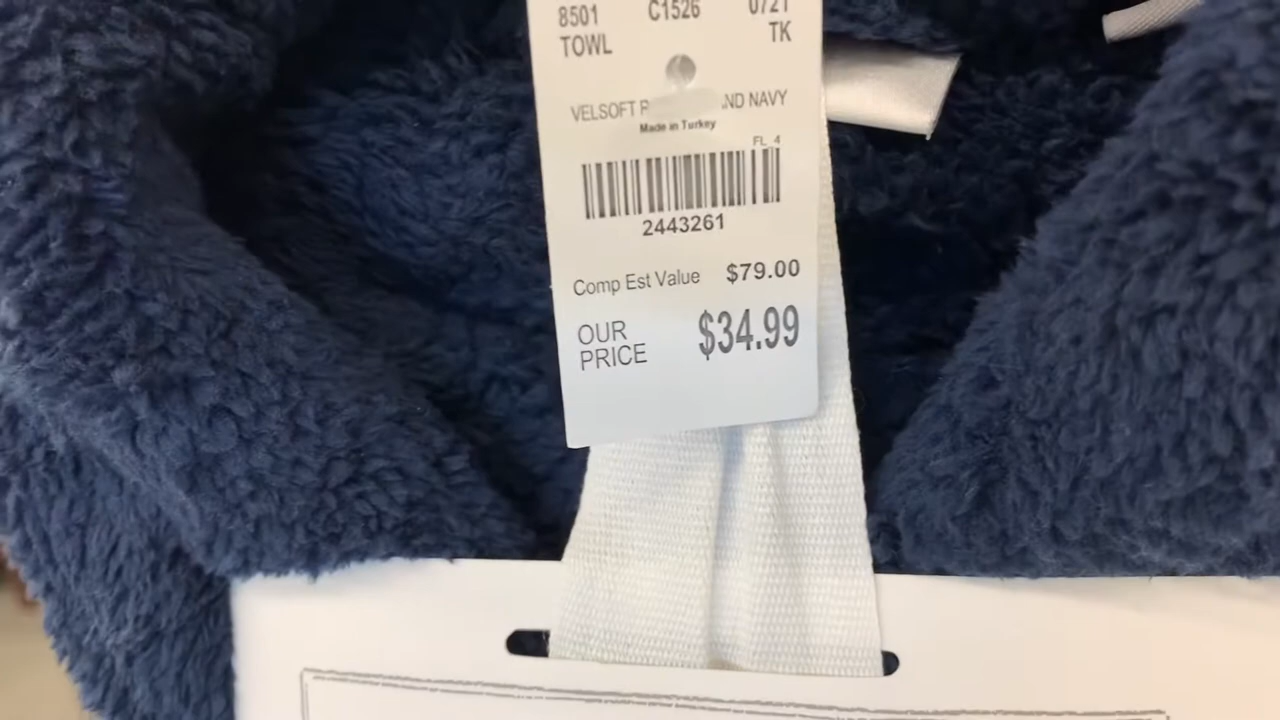 8501 C1526 0721
TOWL TK
VELSOFT ND NAVY
Made in Turkey
FL 4
2443261
Comp Est Value $79.00
OUR PRICE $34.99